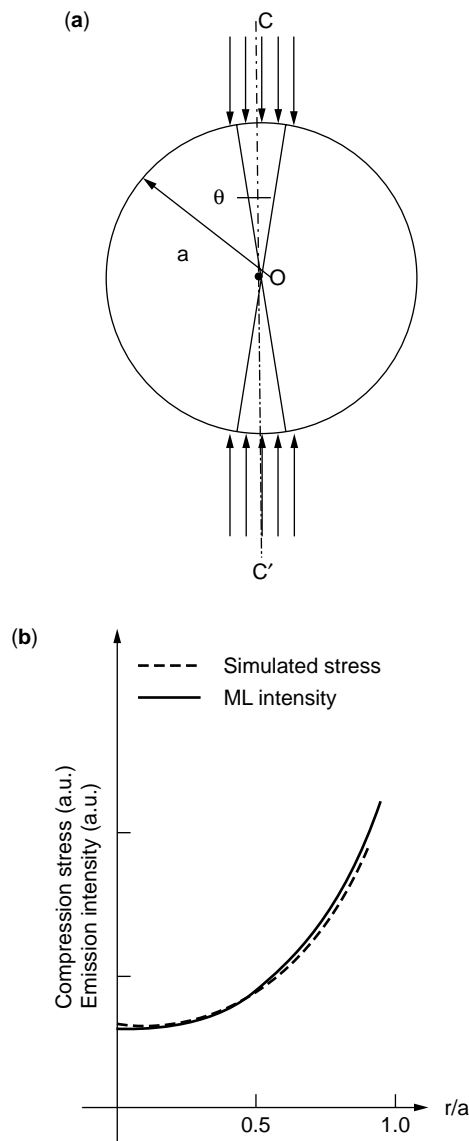 (a)
C
θ
a
O
C′
(b)
Simulated stress
ML intensity
Compression stress (a.u.)
Emission intensity (a.u.)
0.5
1.0
r/a